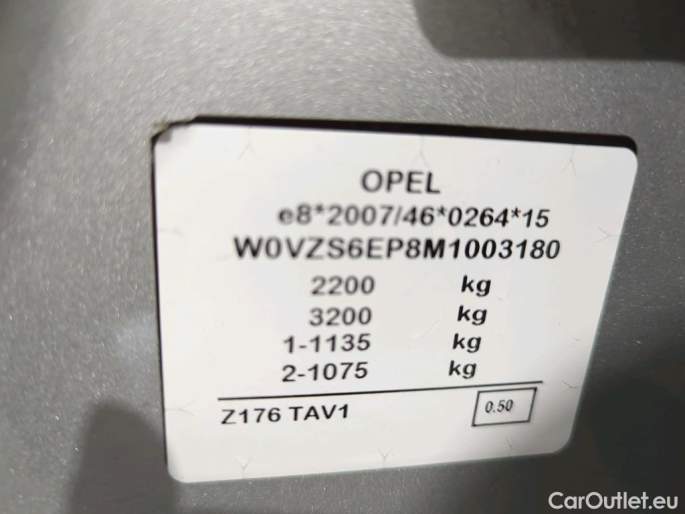 OPEL
e8*2007/46*0264*15
W0VZS6EP8M1003180
2200 kg
3200 kg
1-1135 kg
2-1075 kg
Z176 TAV1 0.50
CarOutlet.eu